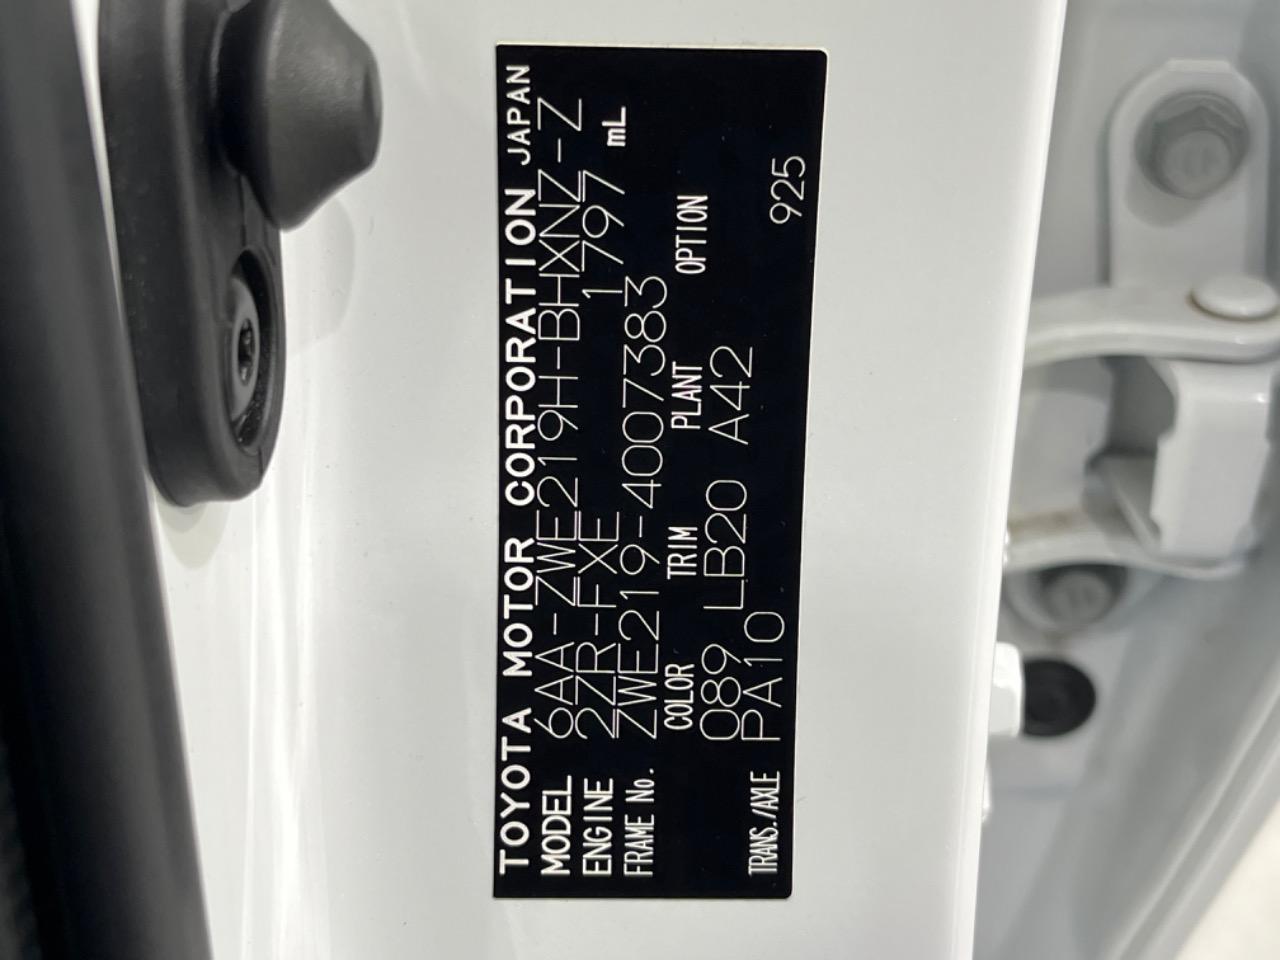 TOYOTA MOTOR CORPORATION JAPAN
MODEL 6AA-ZWE219H-BHXNZ-Z
ENGINE 2ZR-FXE 1797 mL
FRAME No. ZWE219-4007383
COLOR TRIM PLANT OPTION
089 LB20 A42
TRANS./AXLE PA10 925